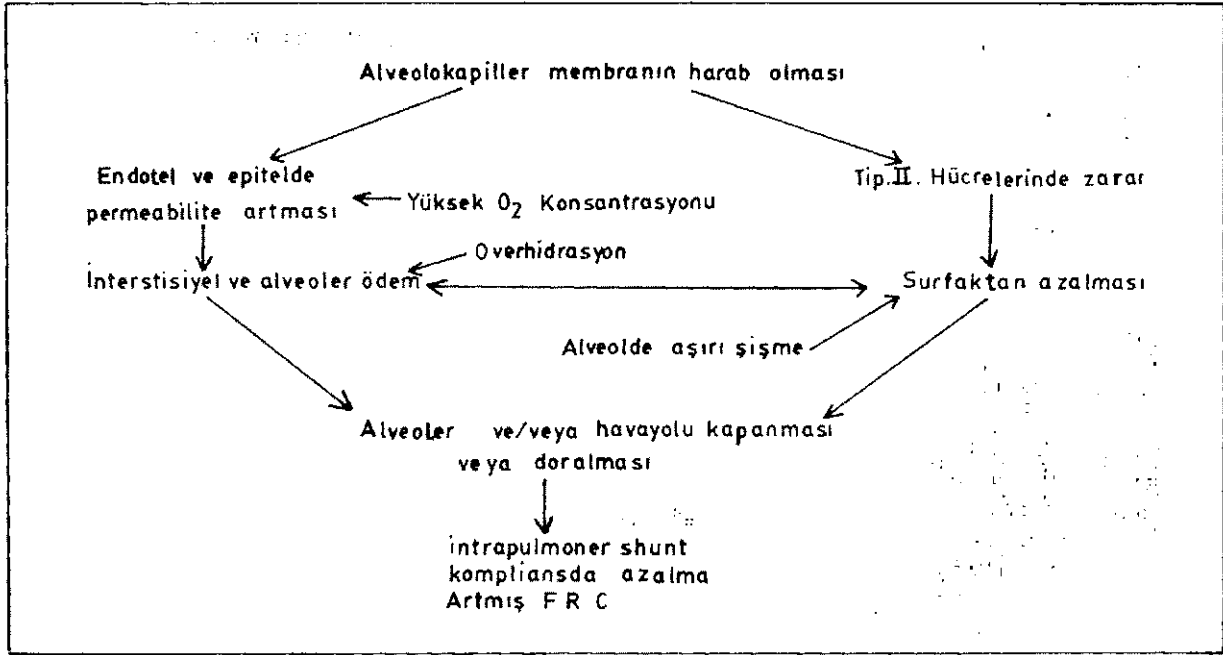 Alveolokapiller membranın harab olması
Endotel ve epitelde
permeabilite artması
Yüksek O₂ Konsantrasyonu
Tip.II. Hücrelerinde zarar
Overhidrasyon
İnterstisiyel ve alveoler ödem
Surfaktan azalması
Alveolde aşırı şişme
Alveoler ve/veya havayolu kapanması
veya doralması
intrapulmoner shunt
kompliansda azalma
Artmış FRC